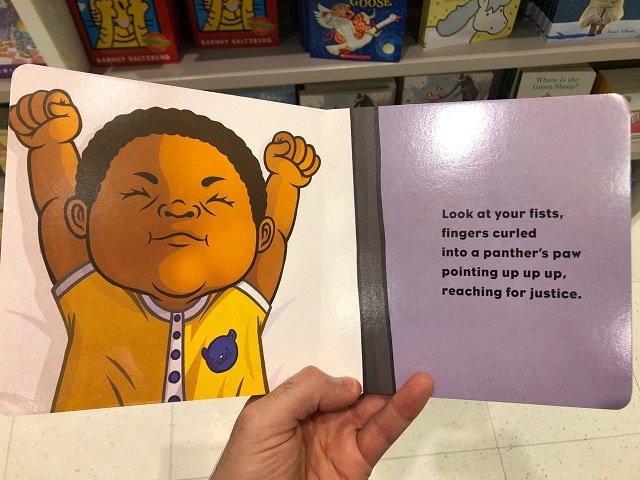 BARNEY SALTZBERG
BARNEY SALTZBERG
GOOSE
Where Is the
Green Sheep?
Look at your fists,
fingers curled
into a panther's paw
pointing up up up,
reaching for justice.